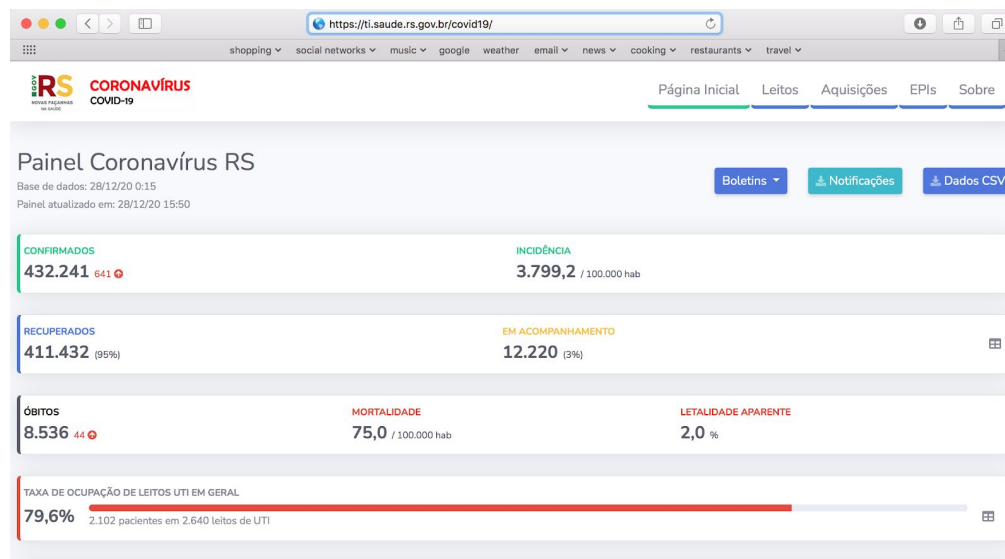 https://ti.saude.rs.gov.br/covid19/
shopping social networks music google weather email news cooking restaurants travel
GOV RS
NOVAS FAÇANHAS
NA SAÚDE
CORONAVÍRUS
COVID-19
Página Inicial Leitos Aquisições EPIs Sobre
Painel Coronavírus RS
Base de dados: 28/12/20 0:15
Painel atualizado em: 28/12/20 15:50
Boletins Notificações Dados CSV
CONFIRMADOS INCIDÊNCIA
432.241 641 3.799,2 / 100.000 hab
RECUPERADOS EM ACOMPANHAMENTO
411.432 (95%) 12.220 (3%)
ÓBITOS MORTALIDADE LETALIDADE APARENTE
8.536 44 75,0 / 100.000 hab 2,0 %
TAXA DE OCUPAÇÃO DE LEITOS UTI EM GERAL
79,6% 2.102 pacientes em 2.640 leitos de UTI